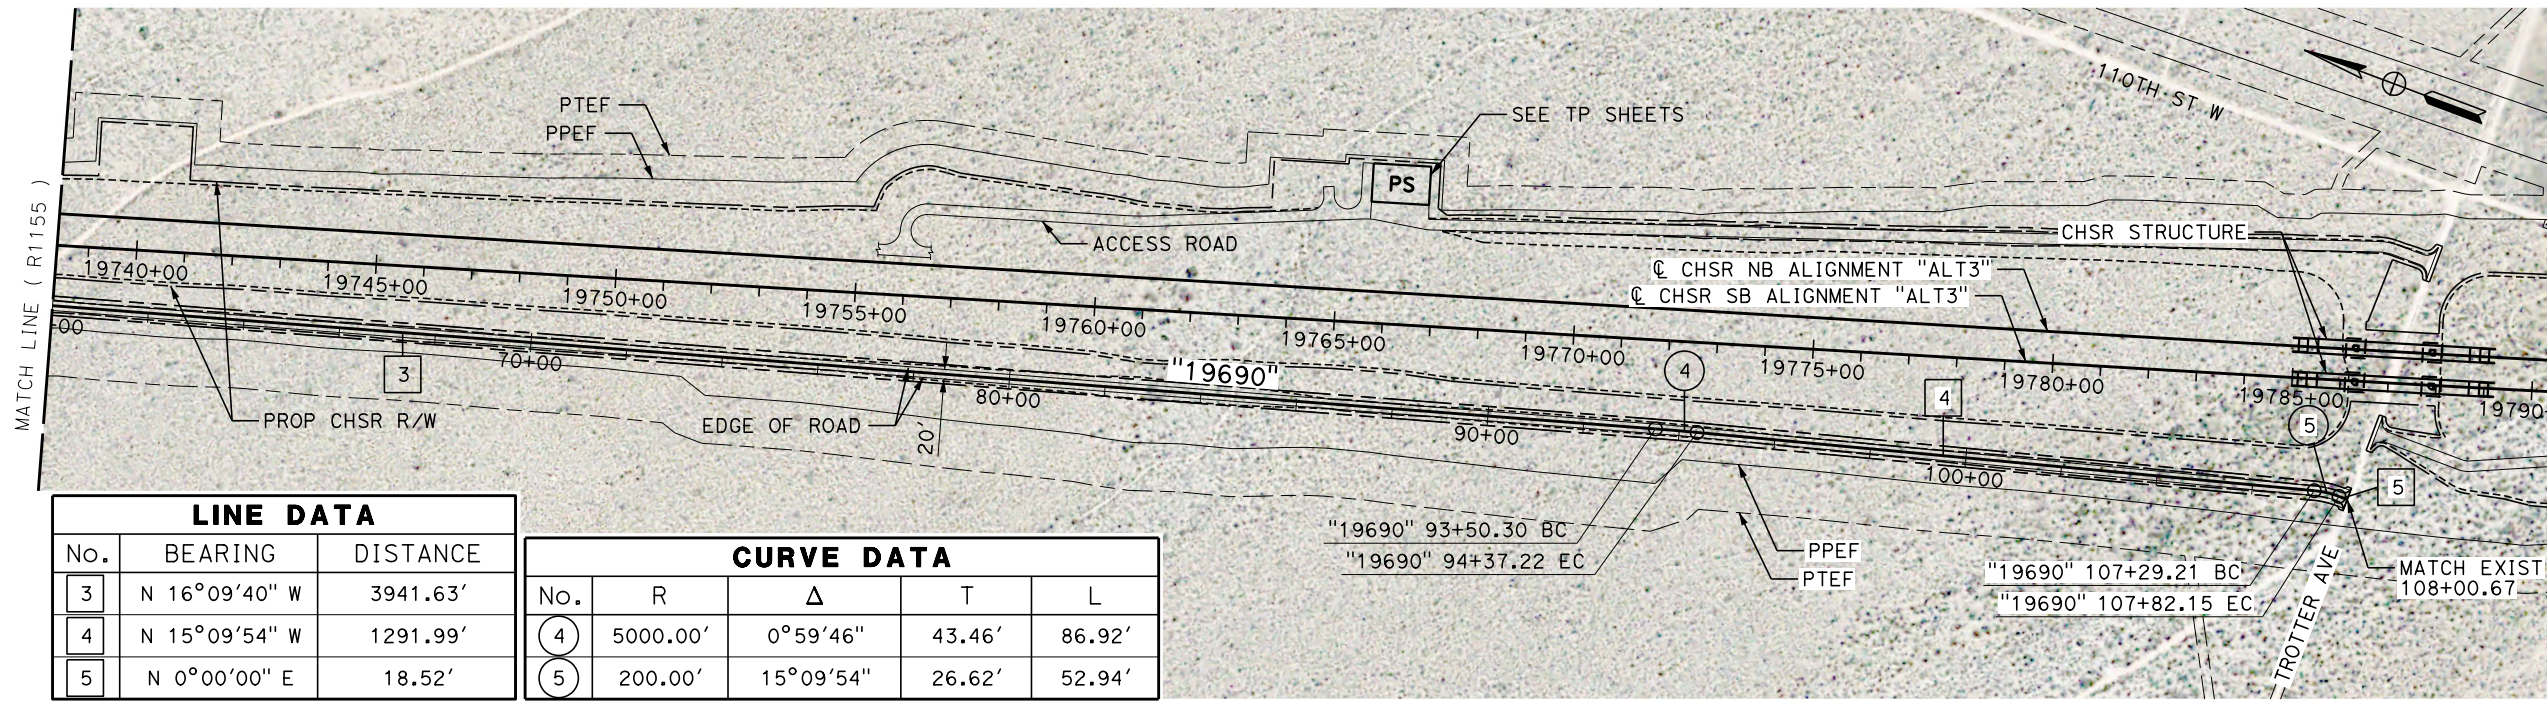 PTEF
PPEF
SEE TP SHEETS
110TH ST W
PS
MATCH LINE ( R1155 )
ACCESS ROAD
CHSR STRUCTURE
℄ CHSR NB ALIGNMENT "ALT3"
℄ CHSR SB ALIGNMENT "ALT3"
19740+00
19745+00
19750+00
19755+00
19760+00
19765+00
19770+00
19775+00
19780+00
19785+00
19790
00
3
70+00
"19690"
4
4
80+00
90+00
100+00
5
5
PROP CHSR R/W
EDGE OF ROAD
20'
"19690" 93+50.30 BC
"19690" 94+37.22 EC
PPEF
PTEF
"19690" 107+29.21 BC
"19690" 107+82.15 EC
TROTTER AVE
MATCH EXIST
108+00.67
LINE DATA
No. BEARING DISTANCE
3 N 16°09'40" W 3941.63'
4 N 15°09'54" W 1291.99'
5 N 0°00'00" E 18.52'
CURVE DATA
No. R Δ T L
4 5000.00' 0°59'46" 43.46' 86.92'
5 200.00' 15°09'54" 26.62' 52.94'